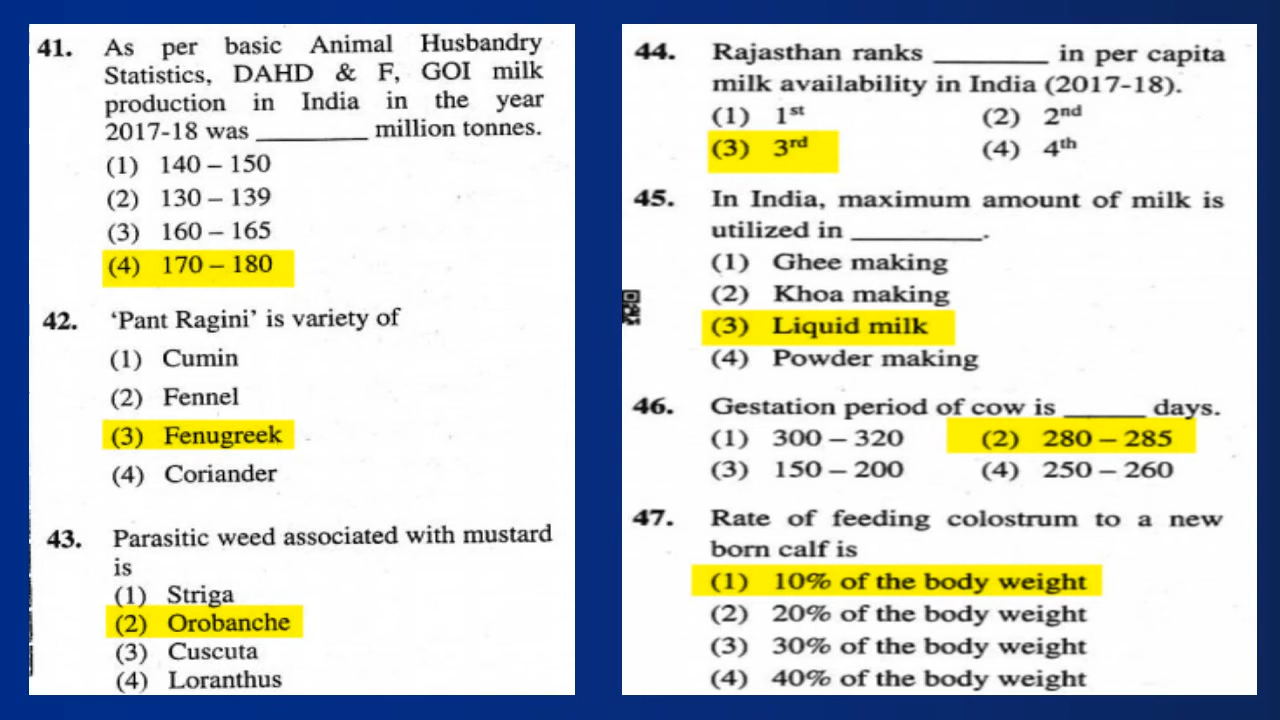 41. As per basic Animal Husbandry
Statistics, DAHD & F, GOI milk
production in India in the year
2017-18 was ________ million tonnes.
(1) 140 – 150
(2) 130 – 139
(3) 160 – 165
(4) 170 – 180
42. ‘Pant Ragini’ is variety of
(1) Cumin
(2) Fennel
(3) Fenugreek
(4) Coriander
43. Parasitic weed associated with mustard
is
(1) Striga
(2) Orobanche
(3) Cuscuta
(4) Loranthus
44. Rajasthan ranks ________ in per capita
milk availability in India (2017-18).
(1) 1st (2) 2nd
(3) 3rd (4) 4th
45. In India, maximum amount of milk is
utilized in __________.
(1) Ghee making
(2) Khoa making
(3) Liquid milk
(4) Powder making
46. Gestation period of cow is ______ days.
(1) 300 – 320 (2) 280 – 285
(3) 150 – 200 (4) 250 – 260
47. Rate of feeding colostrum to a new
born calf is
(1) 10% of the body weight
(2) 20% of the body weight
(3) 30% of the body weight
(4) 40% of the body weight